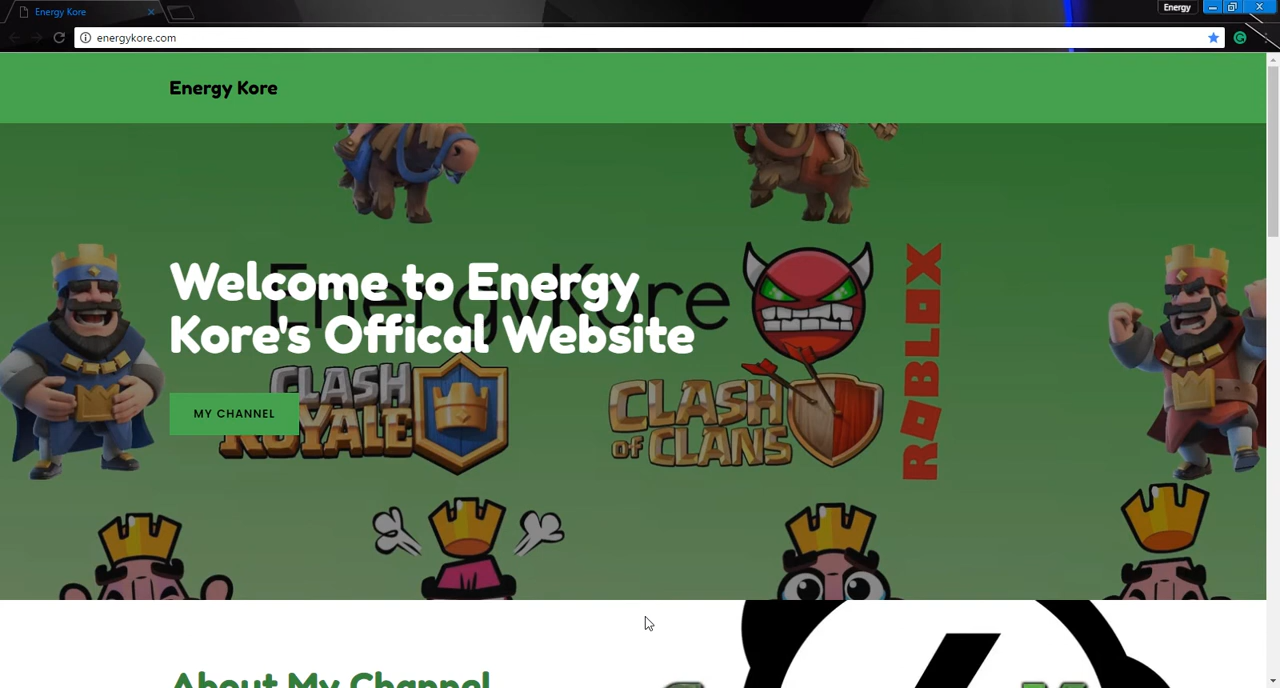 Energy Kore
Energy
energykore.com
Energy Kore
EnergyKore
Welcome to Energy
Kore's Offical Website
ROBLOX
CLASH
ROYALE
CLASH
OF CLANS
MY CHANNEL
About My Channel